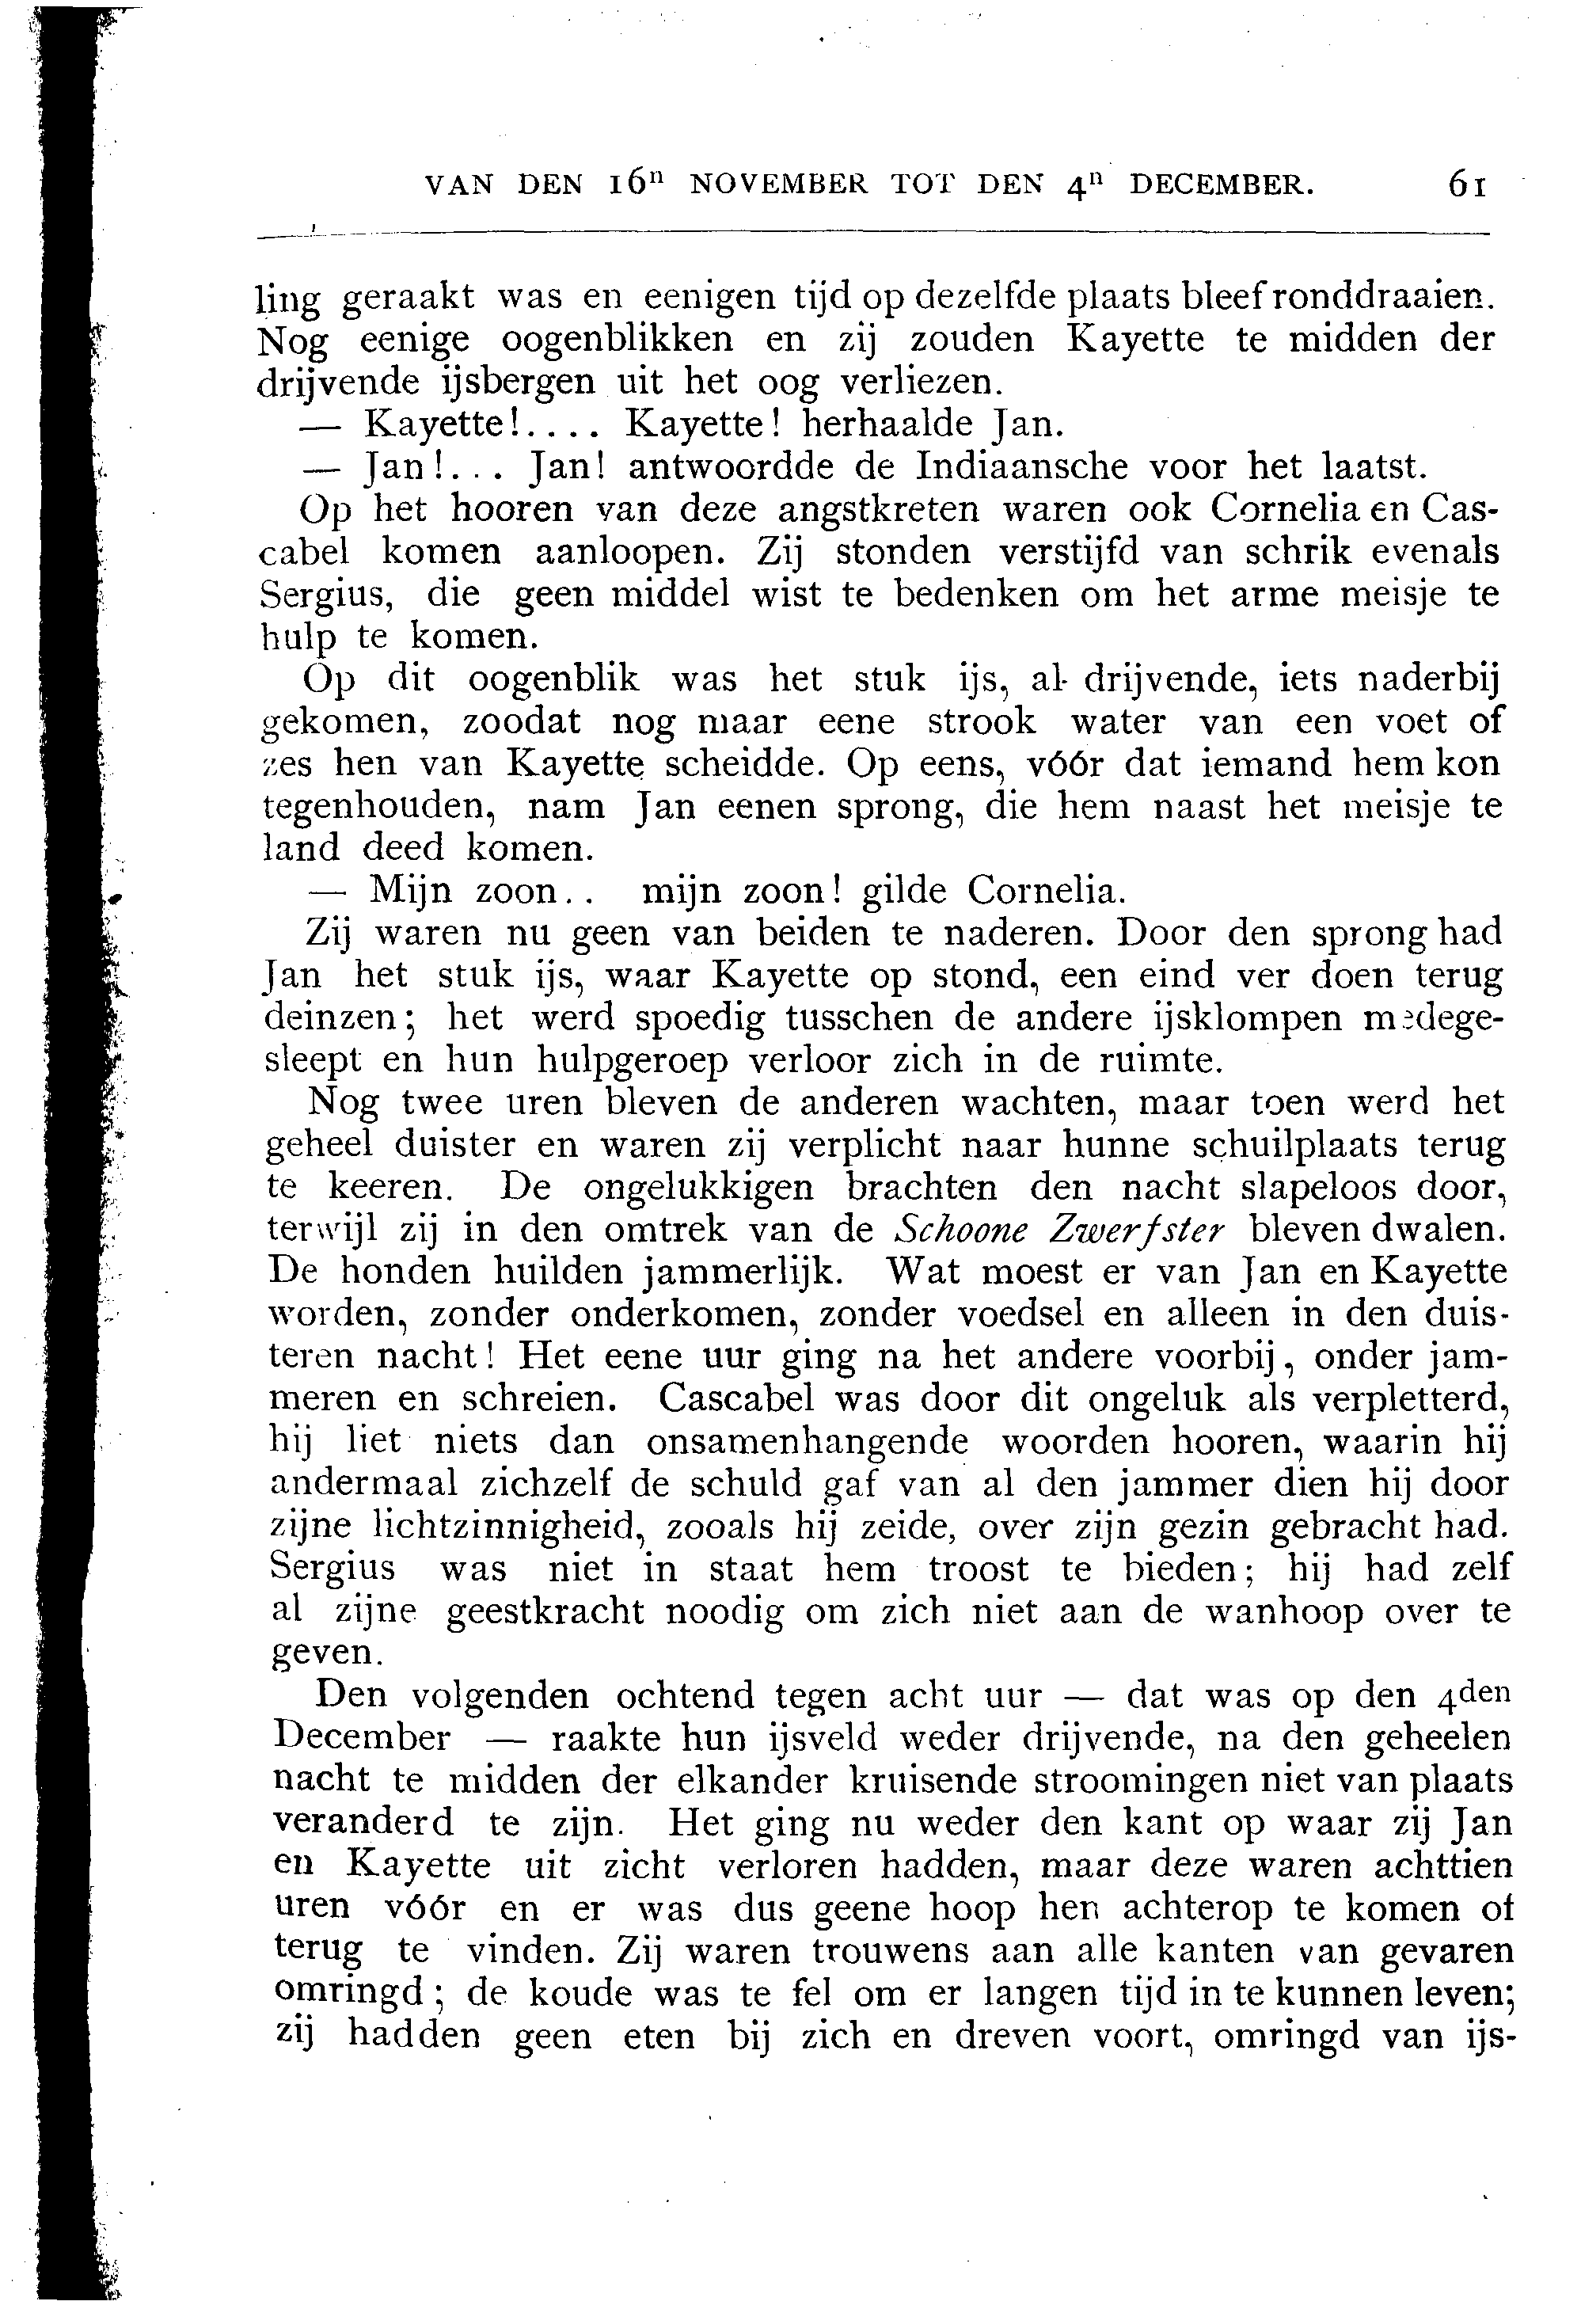 VAN DEN 16n NOVEMBER TOT DEN 4n DECEMBER. 61
ling geraakt was en eenigen tijd op dezelfde plaats bleef ronddraaien.
Nog eenige oogenblikken en zij zouden Kayette te midden der
drijvende ijsbergen uit het oog verliezen.
— Kayette!.... Kayette! herhaalde Jan.
— Jan!... Jan! antwoordde de Indiaansche voor het laatst.
Op het hooren van deze angstkreten waren ook Cornelia en Cas-
cabel komen aanloopen. Zij stonden verstijfd van schrik evenals
Sergius, die geen middel wist te bedenken om het arme meisje te
hulp te komen.
Op dit oogenblik was het stuk ijs, al drijvende, iets naderbij
gekomen, zoodat nog maar eene strook water van een voet of
zes hen van Kayette scheidde. Op eens, vóór dat iemand hem kon
tegenhouden, nam Jan eenen sprong, die hem naast het meisje te
land deed komen.
— Mijn zoon.. mijn zoon! gilde Cornelia.
Zij waren nu geen van beiden te naderen. Door den sprong had
Jan het stuk ijs, waar Kayette op stond, een eind ver doen terug
deinzen; het werd spoedig tusschen de andere ijsklompen medege-
sleept en hun hulpgeroep verloor zich in de ruimte.
Nog twee uren bleven de anderen wachten, maar toen werd het
geheel duister en waren zij verplicht naar hunne schuilplaats terug
te keeren. De ongelukkigen brachten den nacht slapeloos door,
terwijl zij in den omtrek van de Schoone Zwerfster bleven dwalen.
De honden huilden jammerlijk. Wat moest er van Jan en Kayette
worden, zonder onderkomen, zonder voedsel en alleen in den duis-
teren nacht! Het eene uur ging na het andere voorbij, onder jam-
meren en schreien. Cascabel was door dit ongeluk als verpletterd,
hij liet niets dan onsamenhangende woorden hooren, waarin hij
andermaal zichzelf de schuld gaf van al den jammer dien hij door
zijne lichtzinnigheid, zooals hij zeide, over zijn gezin gebracht had.
Sergius was niet in staat hem troost te bieden; hij had zelf
al zijne geestkracht noodig om zich niet aan de wanhoop over te
geven.
Den volgenden ochtend tegen acht uur — dat was op den 4den
December — raakte hun ijsveld weder drijvende, na den geheelen
nacht te midden der elkander kruisende stroomingen niet van plaats
veranderd te zijn. Het ging nu weder den kant op waar zij Jan
en Kayette uit zicht verloren hadden, maar deze waren achttien
uren vóór en er was dus geene hoop hen achterop te komen of
terug te vinden. Zij waren trouwens aan alle kanten van gevaren
omringd; de koude was te fel om er langen tijd in te kunnen leven;
zij hadden geen eten bij zich en dreven voort, omringd van ijs-